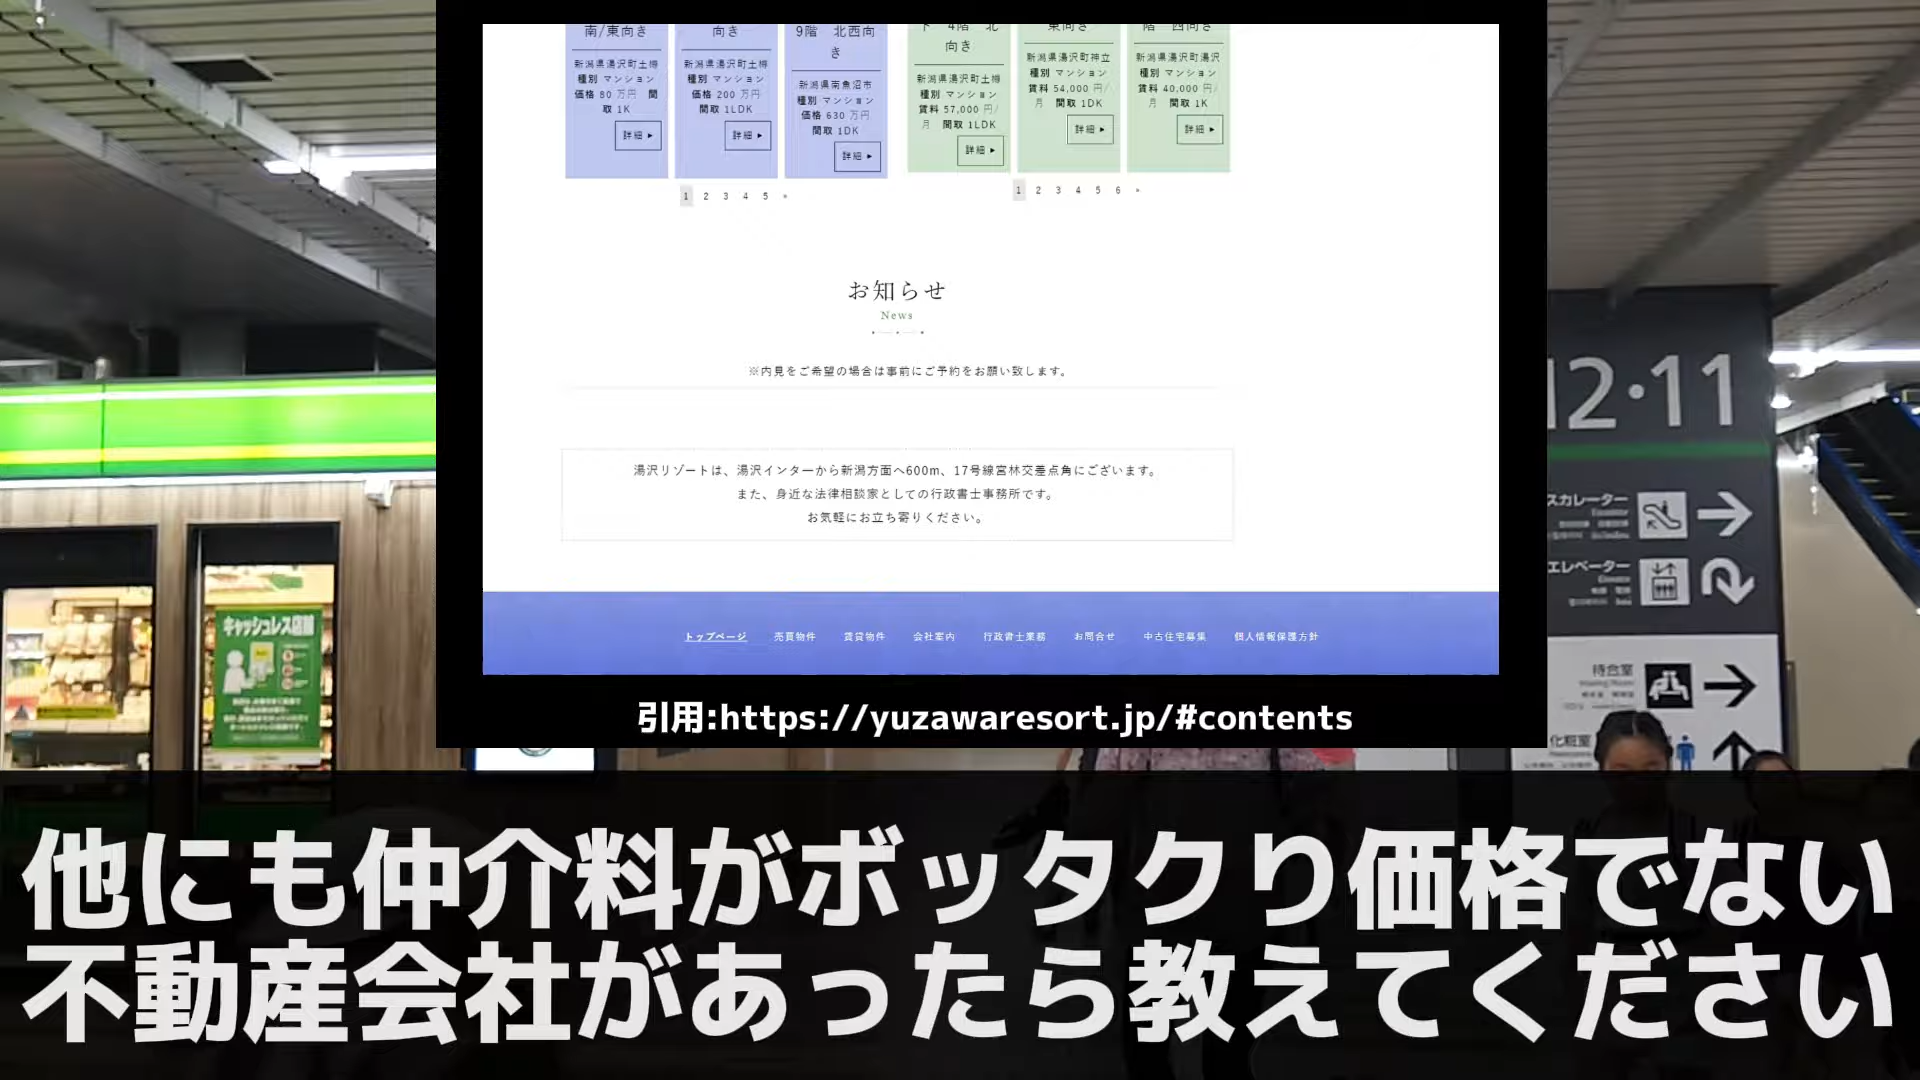 南/東向き
新潟県湯沢町土樽
種別 マンション
価格 80 万円 間
取 1K
詳細 ▸
向き
新潟県湯沢町土樽
種別 マンション
価格 200 万円
間取 1LDK
詳細 ▸
9階 北西向
き
新潟県南魚沼市
種別 マンション
価格 630 万円
間取 1DK
詳細 ▸
ト 4階 北
向き
新潟県湯沢町土樽
種別 マンション
賃料 57,000 円/
月 間取 1LDK
詳細 ▸
東向き
新潟県湯沢町神立
種別 マンション
賃料 54,000 円/
月 間取 1DK
詳細 ▸
階 西向き
新潟県湯沢町湯沢
種別 マンション
賃料 40,000 円/
月 間取 1K
詳細 ▸
1 2 3 4 5 »
1 2 3 4 5 6 »
お知らせ
News
※内見をご希望の場合は事前にご予約をお願い致します。
湯沢リゾートは、湯沢インターから新潟方面へ600m、17号線宮林交差点角にございます。
また、身近な法律相談家としての行政書士事務所です。
お気軽にお立ち寄りください。
トップページ 売買物件 賃貸物件 会社案内 行政書士業務 お問合せ 中古住宅募集 個人情報保護方針
引用:https://yuzawaresort.jp/#contents
12・11
スカレーター
エレベーター
待合室
化粧室
キャッシュレス店舗
他にも仲介料がボッタクり価格でない
不動産会社があったら教えてください